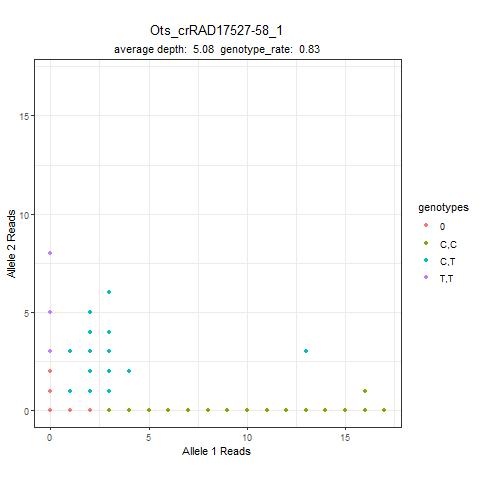 Ots_crRAD17527-58_1
average depth: 5.08 genotype_rate: 0.83
15
10
5
0
Allele 2 Reads
0 5 10 15
Allele 1 Reads
genotypes
0
C,C
C,T
T,T